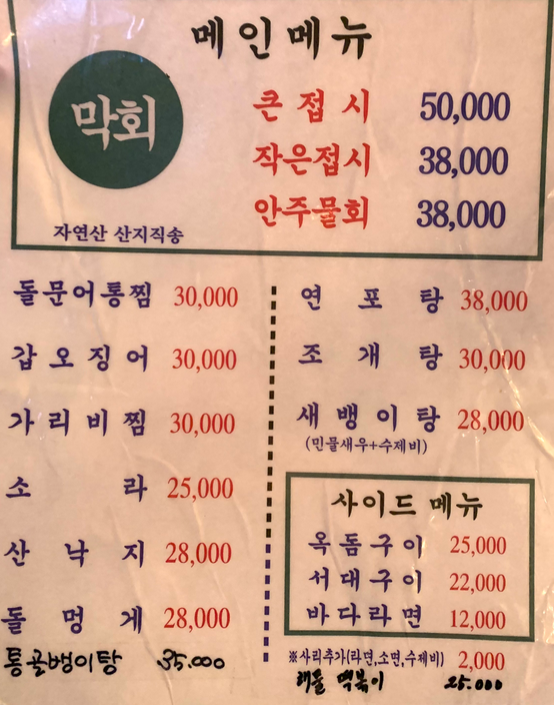 메인메뉴
막회
큰접시 50,000
작은접시 38,000
안주물회 38,000
자연산 산지직송
돌문어통찜 30,000
갑오징어 30,000
가리비찜 30,000
소라 25,000
산낙지 28,000
돌멍게 28,000
통골뱅이탕 35.000
연포탕 38,000
조개탕 30,000
새뱅이탕 28,000
(민물새우+수제비)
사이드 메뉴
옥돔구이 25,000
서대구이 22,000
바다라면 12,000
※사리추가(라면,소면,수제비) 2,000
해물 떡볶이 25.000